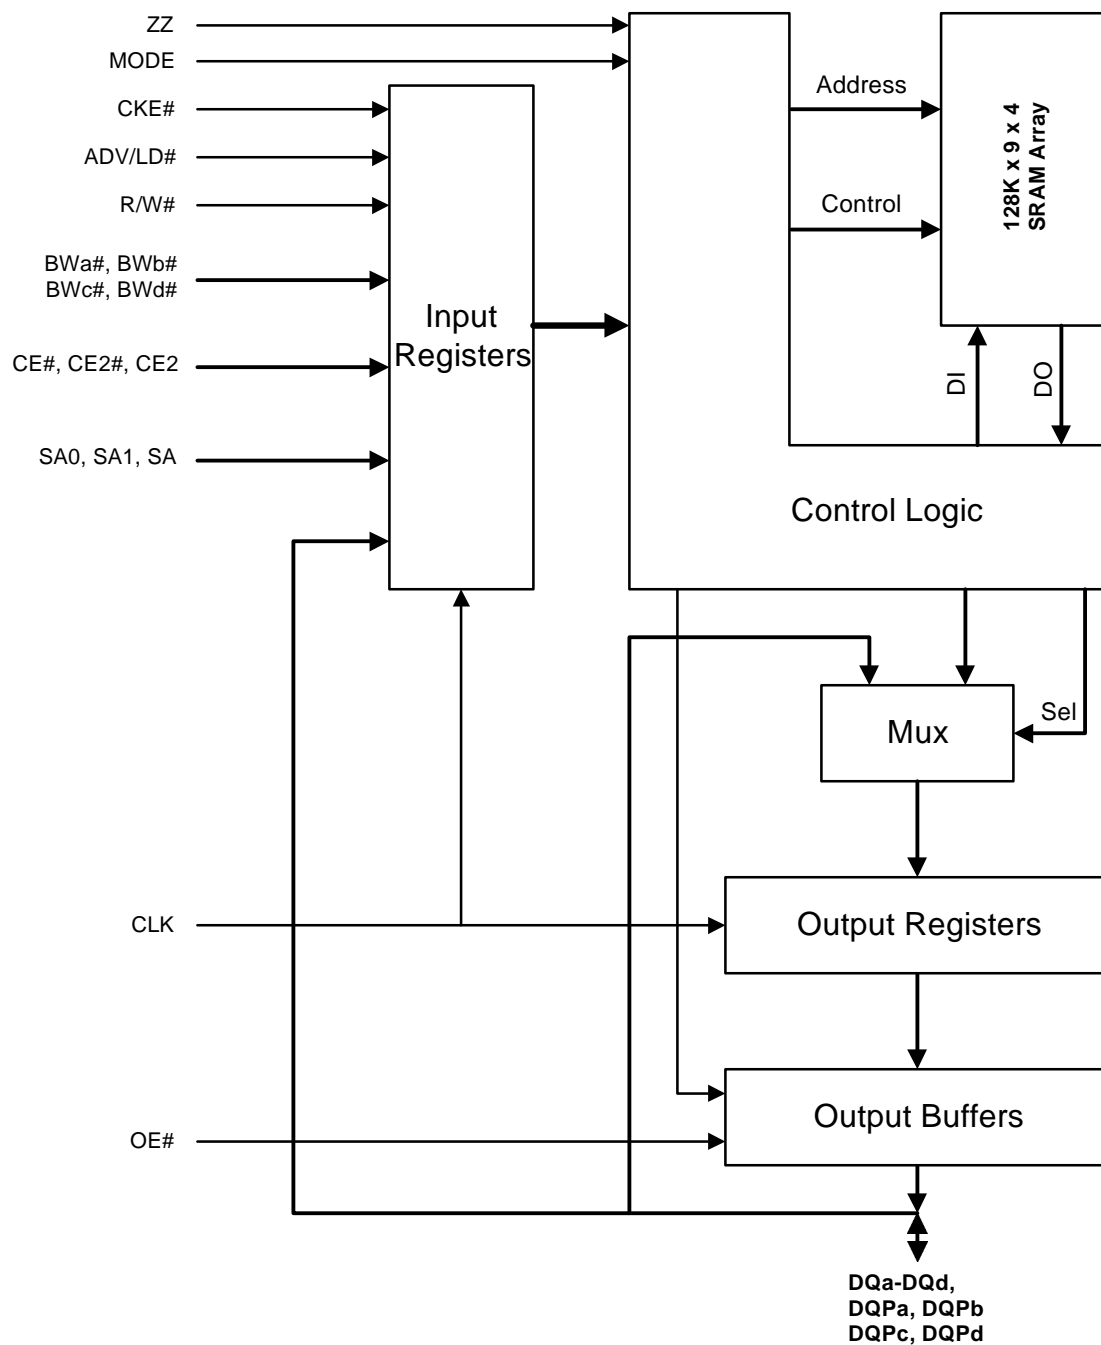 ZZ
MODE
CKE#
ADV/LD#
R/W#
BWa#, BWb#
BWc#, BWd#
CE#, CE2#, CE2
SA0, SA1, SA
Input
Registers
Address
Control
128K x 9 x 4
SRAM Array
DI
DO
Control Logic
Mux
Sel
CLK
Output Registers
OE#
Output Buffers
DQa-DQd,
DQPa, DQPb
DQPc, DQPd